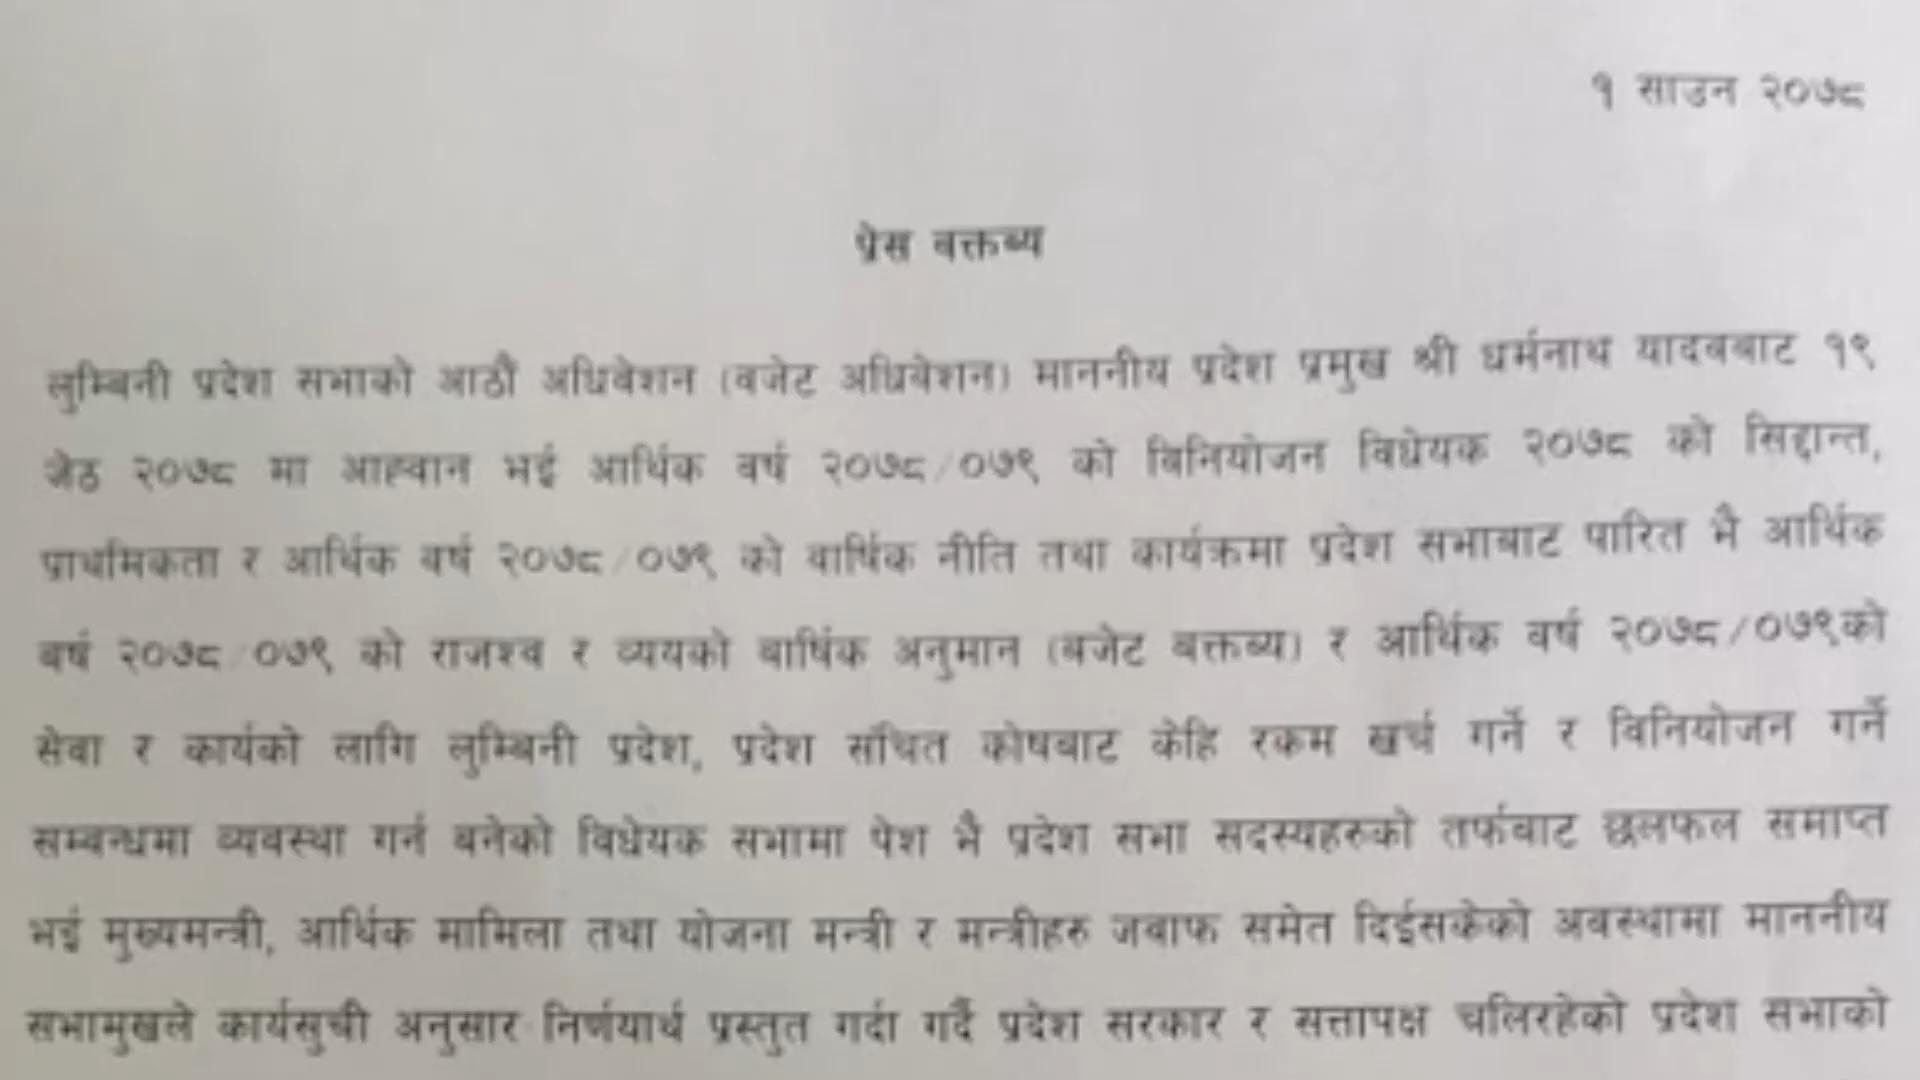 १ साउन २०७८
प्रेस वक्तब्य
लुम्बिनी प्रदेश सभाको आठौ अधिवेशन (वजेट अधिवेशन) माननीय प्रदेश प्रमुख श्री धर्मनाथ यादवबाट १९
जेठ २०७८ मा आह्वान भई आर्थिक वर्ष २०७८/०७९ को विनियोजन विधेयक २०७८ को सिद्दान्त,
प्राथमिकता र आर्थिक वर्ष २०७८/०७९ को वार्षिक नीति तथा कार्यक्रमा प्रदेश सभाबाट पारित भै आर्थिक
वर्ष २०७८/०७९ को राजश्व र व्ययको वार्षिक अनुमान (बजेट बक्तब्य) र आर्थिक वर्ष २०७८/०७९को
सेवा र कार्यको लागि लुम्बिनी प्रदेश, प्रदेश संचित कोषबाट केहि रकम खर्च गर्ने र विनियोजन गर्ने
सम्बन्धमा व्यवस्था गर्न बनेको विधेयक सभामा पेश भै प्रदेश सभा सदस्यहरुको तर्फबाट छलफल समाप्त
भई मुख्यमन्त्री, आर्थिक मामिला तथा योजना मन्त्री र मन्त्रीहरु जवाफ समेत दिईसकेको अवस्थामा माननीय
सभामुखले कार्यसुची अनुसार निर्णयार्थ प्रस्तुत गर्दा गर्दै प्रदेश सरकार र सत्तापक्ष चलिरहेको प्रदेश सभाको